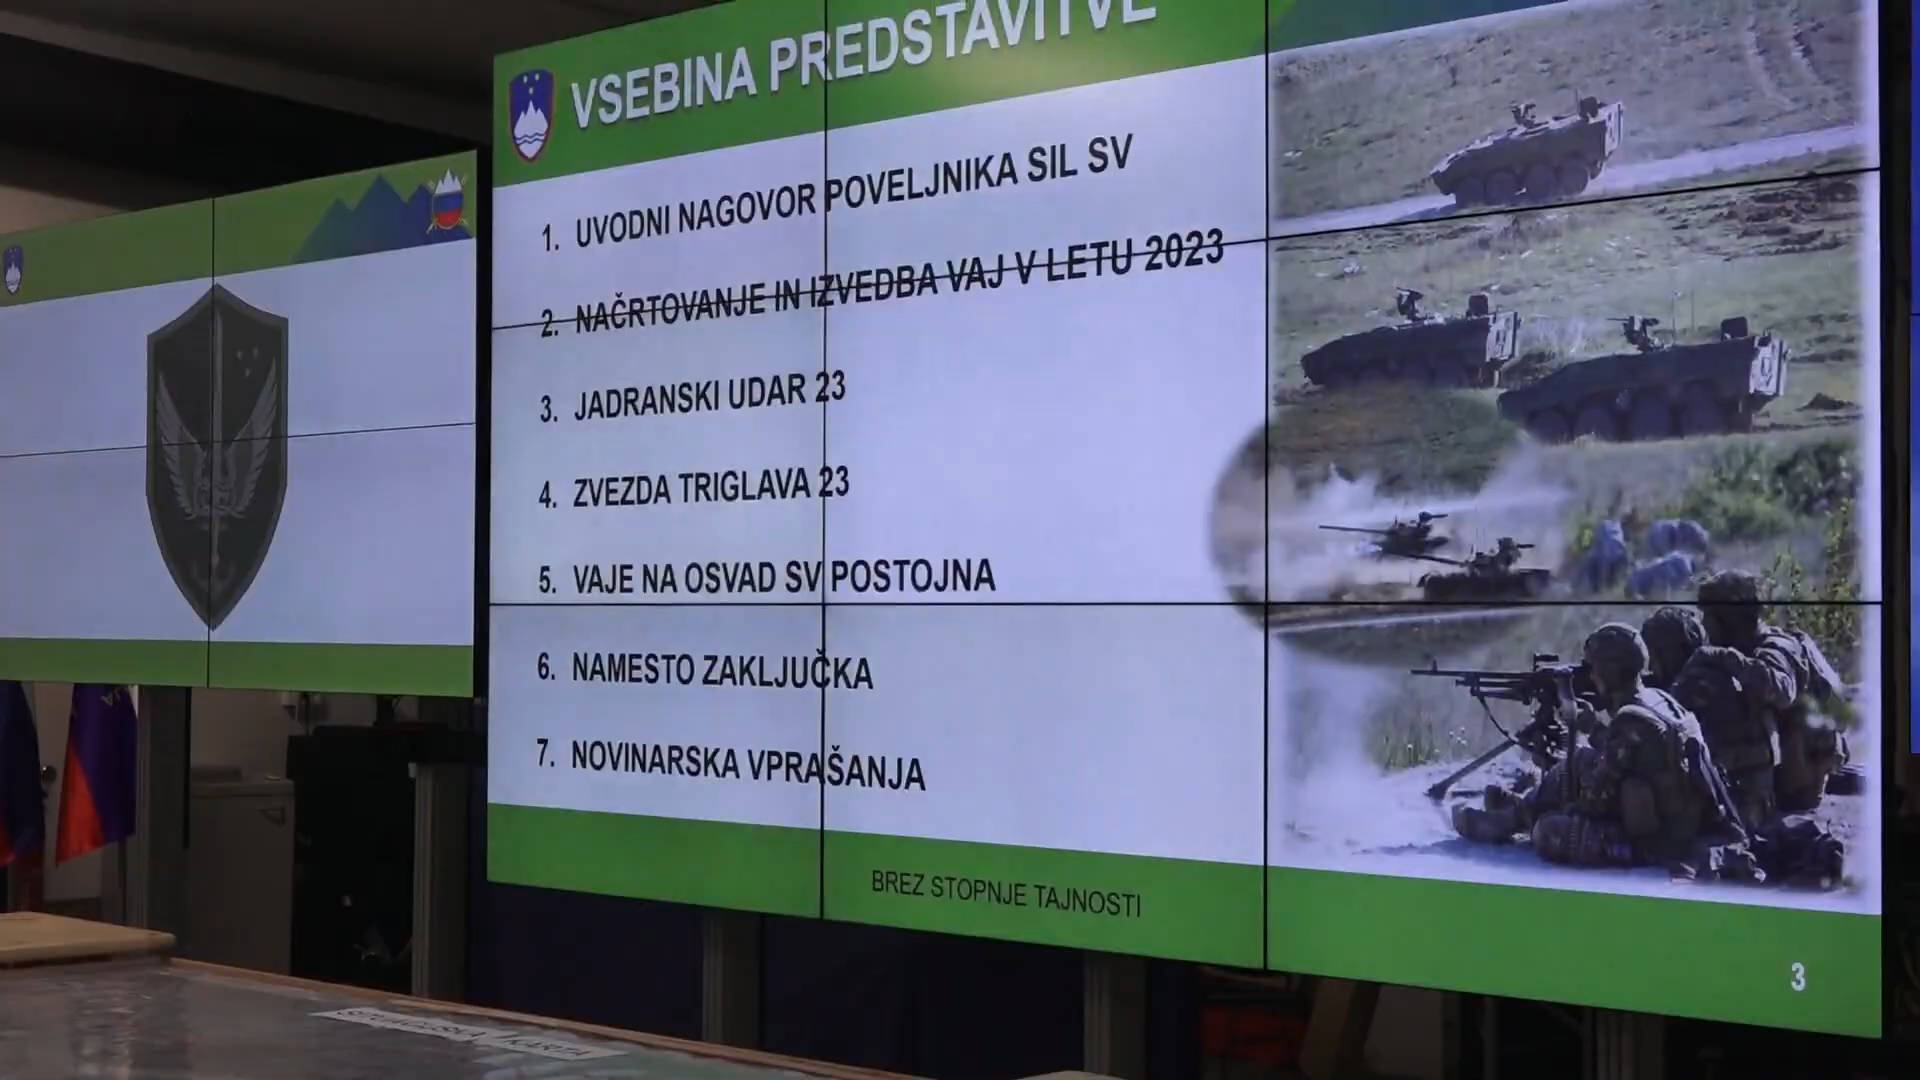 VSEBINA PREDSTAVITVE
1. UVODNI NAGOVOR POVELJNIKA SIL SV
2. NAČRTOVANJE IN IZVEDBA VAJ V LETU 2023
3. JADRANSKI UDAR 23
4. ZVEZDA TRIGLAVA 23
5. VAJE NA OSVAD SV POSTOJNA
6. NAMESTO ZAKLJUČKA
7. NOVINARSKA VPRAŠANJA
BREZ STOPNJE TAJNOSTI
3
KARTA